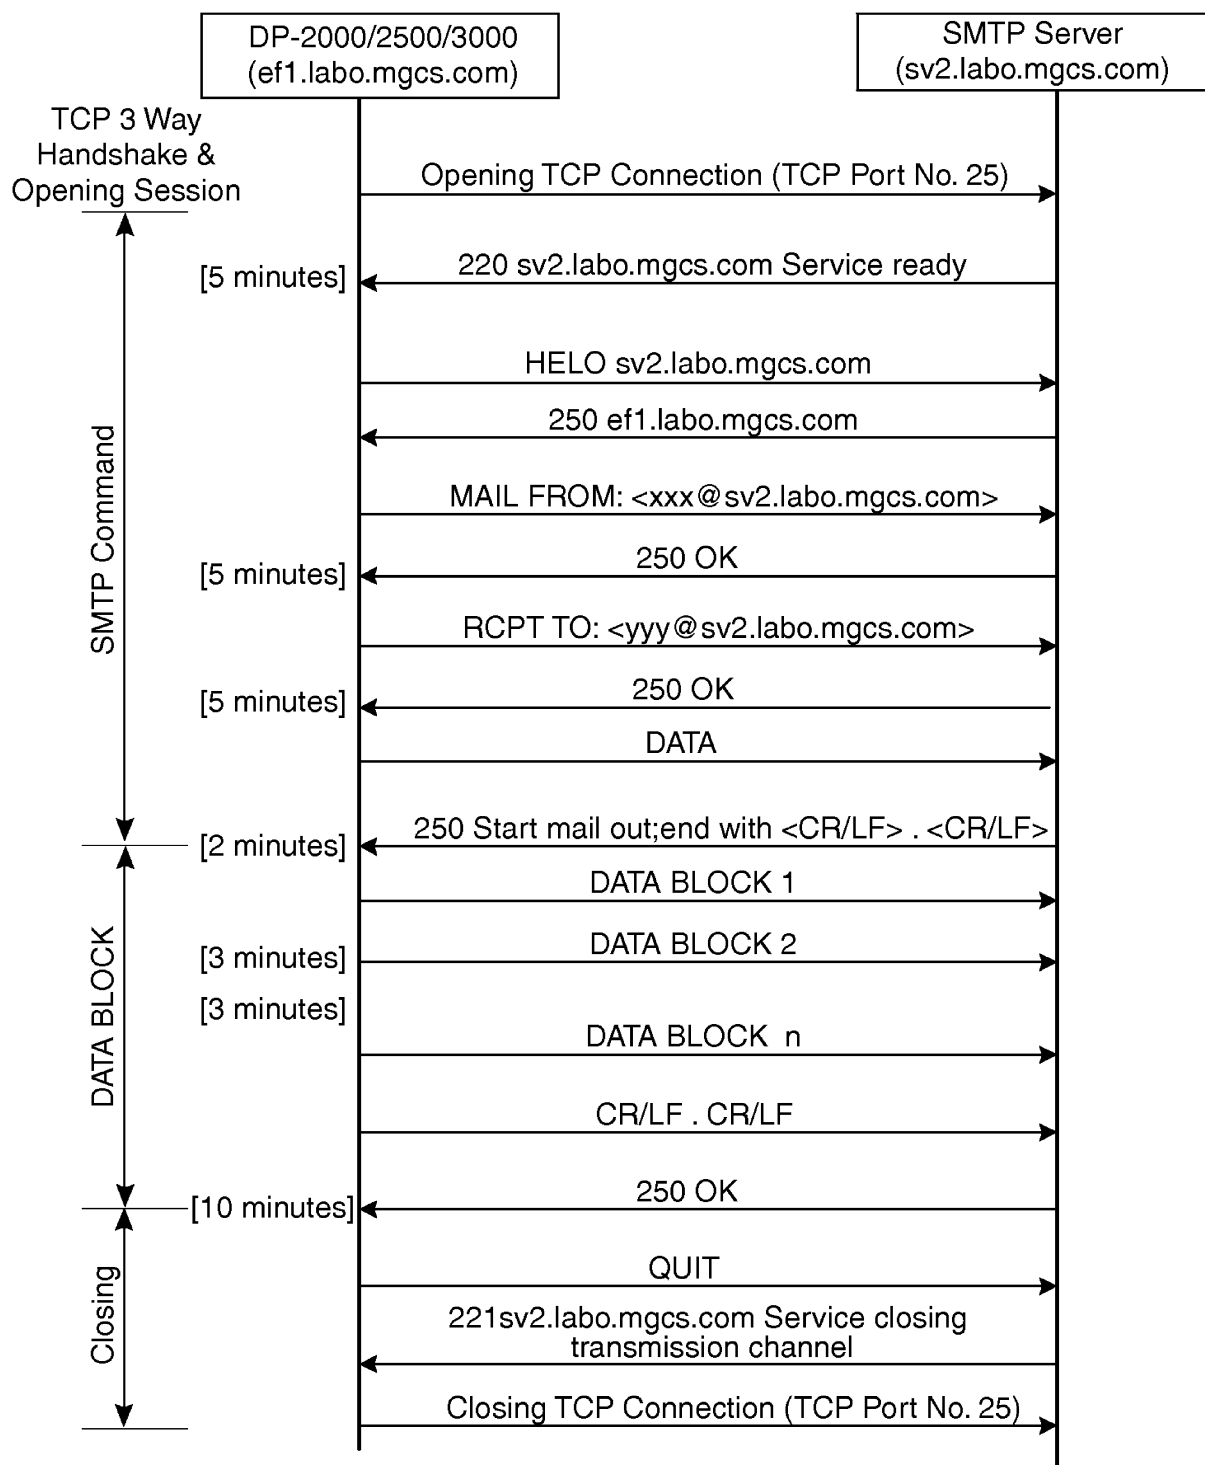 DP-2000/2500/3000
(ef1.labo.mgcs.com)
SMTP Server
(sv2.labo.mgcs.com)
TCP 3 Way
Handshake &
Opening Session
Opening TCP Connection (TCP Port No. 25)
[5 minutes]
220 sv2.labo.mgcs.com Service ready
HELO sv2.labo.mgcs.com
250 ef1.labo.mgcs.com
SMTP Command
MAIL FROM: <xxx@sv2.labo.mgcs.com>
[5 minutes]
250 OK
RCPT TO: <yyy@sv2.labo.mgcs.com>
[5 minutes]
250 OK
DATA
[2 minutes]
250 Start mail out;end with <CR/LF> . <CR/LF>
DATA BLOCK 1
DATA BLOCK
[3 minutes]
DATA BLOCK 2
[3 minutes]
DATA BLOCK n
CR/LF . CR/LF
[10 minutes]
250 OK
QUIT
Closing
221sv2.labo.mgcs.com Service closing
transmission channel
Closing TCP Connection (TCP Port No. 25)